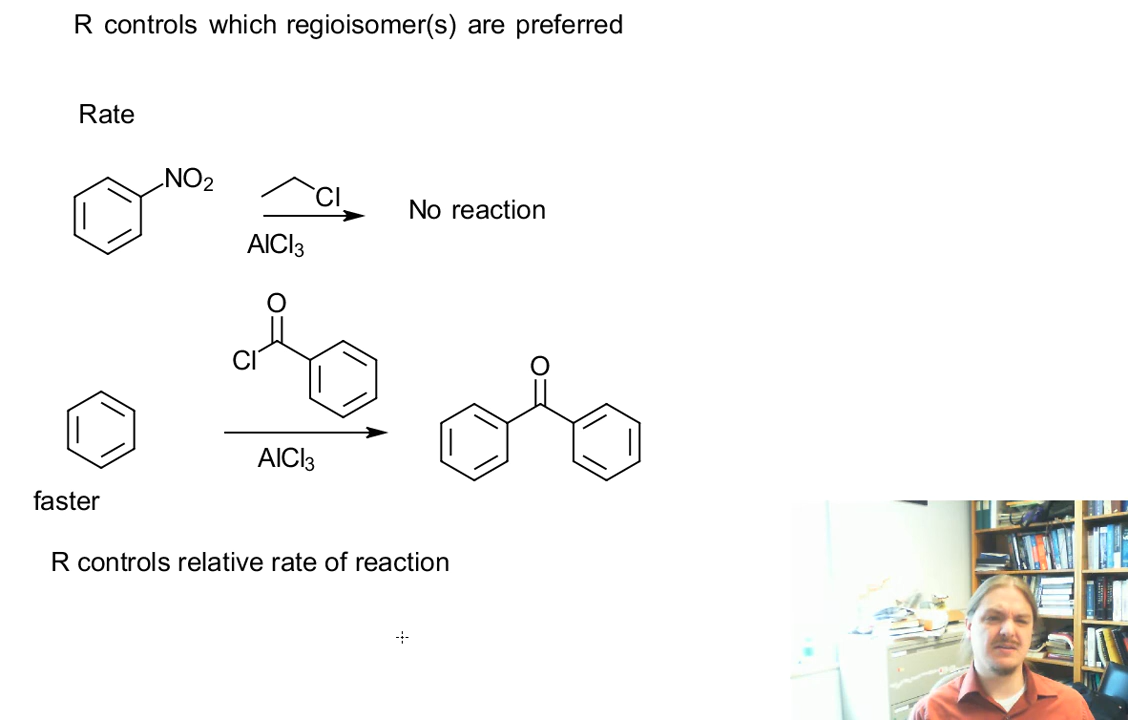 R controls which regioisomer(s) are preferred
Rate
NO2
Cl
AlCl3
No reaction
O
Cl
AlCl3
O
faster
R controls relative rate of reaction